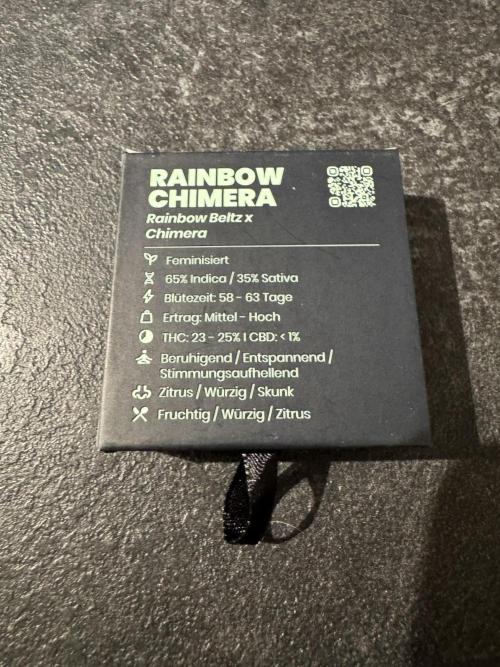 RAINBOW
CHIMERA
Rainbow Beltz x
Chimera
Feminisiert
65% Indica / 35% Sativa
Blütezeit: 58 - 63 Tage
Ertrag: Mittel - Hoch
THC: 23 - 25% I CBD: < 1%
Beruhigend / Entspannend /
Stimmungsaufhellend
Zitrus / Würzig / Skunk
Fruchtig / Würzig / Zitrus